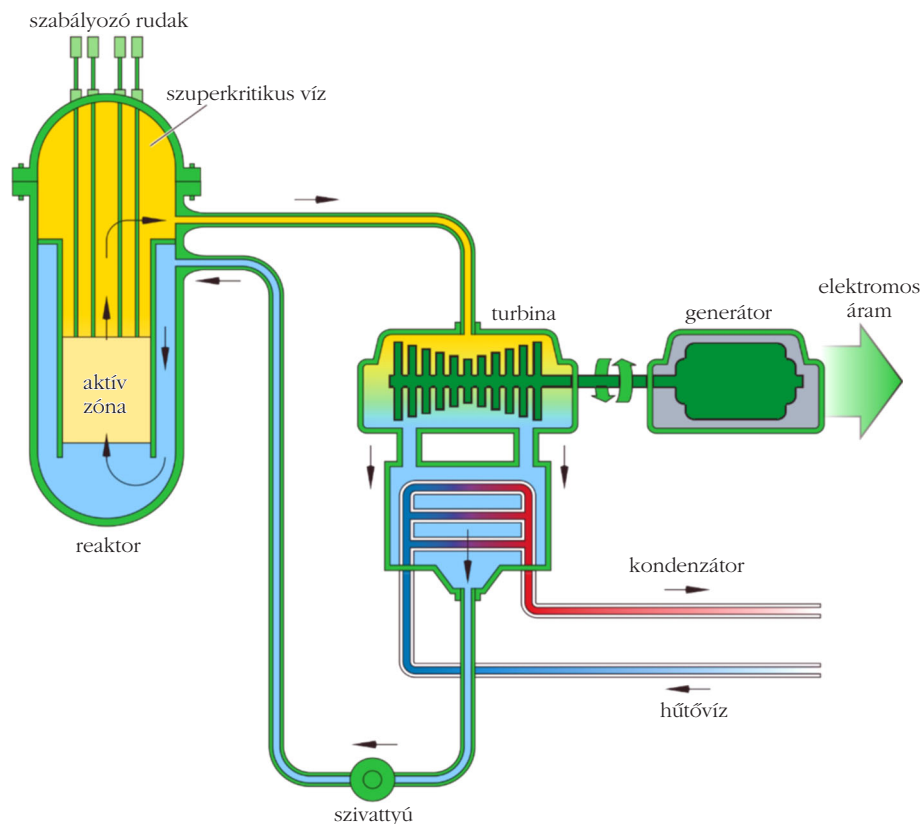 szabályozó rudak
szuperkritikus víz
elektromos
áram
turbina
generátor
aktív
zóna
reaktor
kondenzátor
hűtővíz
szivattyú